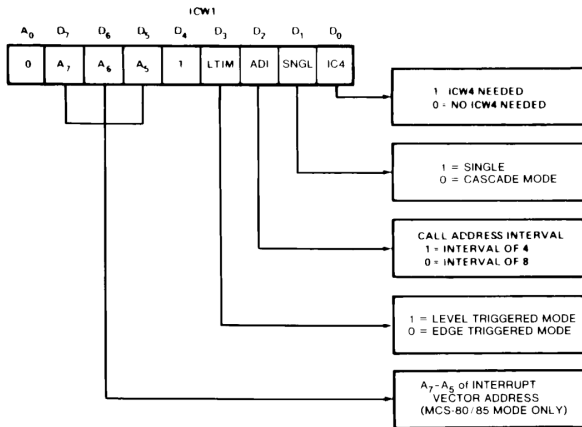 ICW1
A0 D7 D6 D5 D4 D3 D2 D1 D0
0 A7 A6 A5 1 LTIM ADI SNGL IC4
1 ICW4 NEEDED
0 = NO ICW4 NEEDED
1 = SINGLE
0 = CASCADE MODE
CALL ADDRESS INTERVAL
1 = INTERVAL OF 4
0 = INTERVAL OF 8
1 = LEVEL TRIGGERED MODE
0 = EDGE TRIGGERED MODE
A7-A5 of INTERRUPT
VECTOR ADDRESS
(MCS-80/85 MODE ONLY)